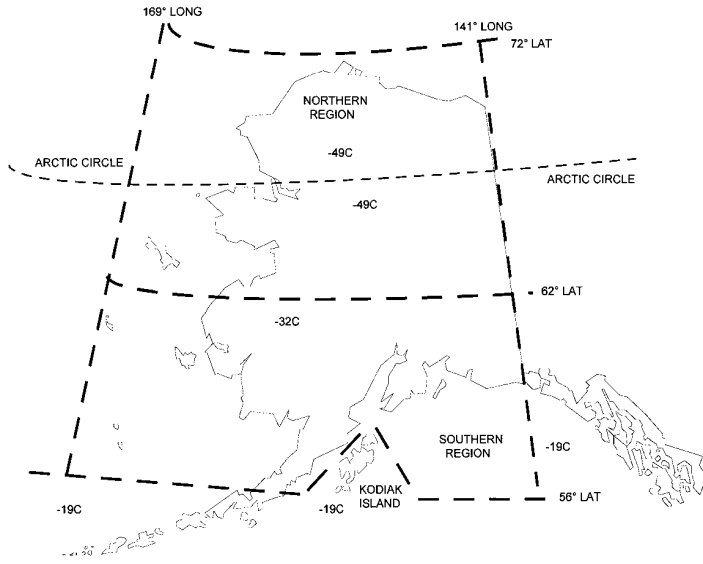 169° LONG
141° LONG
72° LAT
NORTHERN
REGION
-49C
ARCTIC CIRCLE
ARCTIC CIRCLE
-49C
62° LAT
-32C
SOUTHERN
REGION
-19C
KODIAK
ISLAND
56° LAT
-19C
-19C